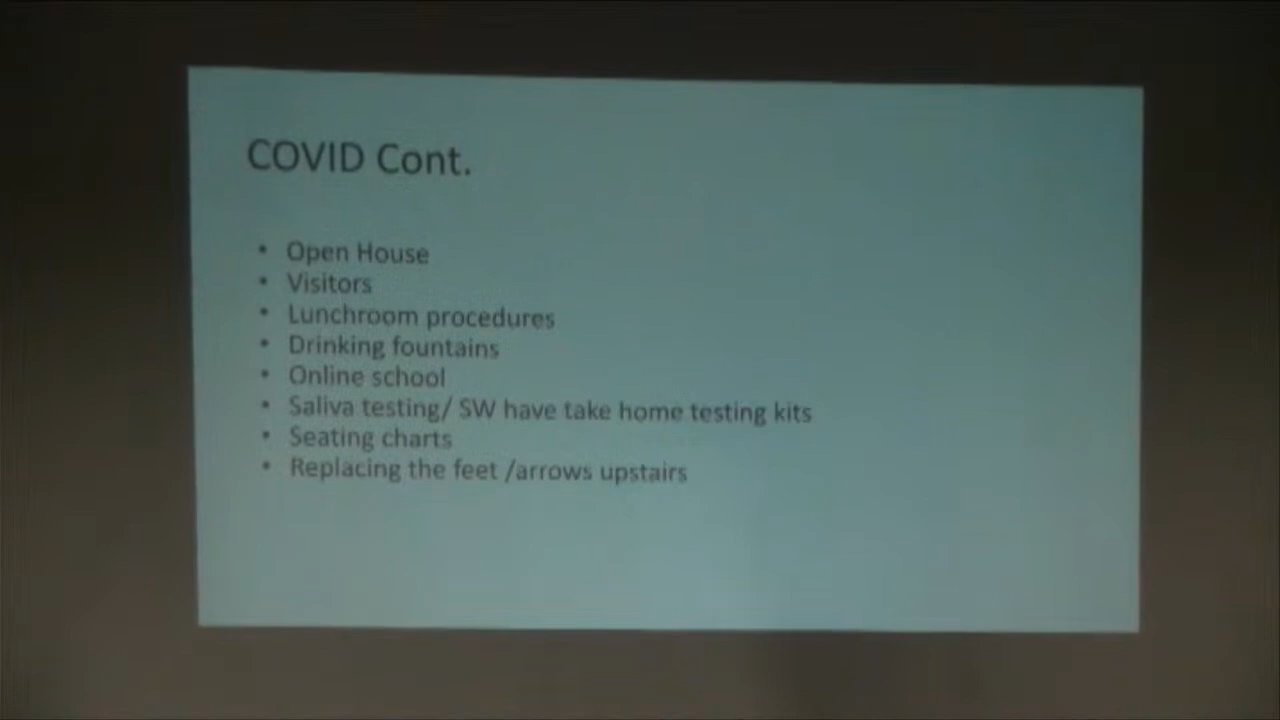 COVID Cont.
• Open House
• Visitors
• Lunchroom procedures
• Drinking fountains
• Online school
• Saliva testing/ SW have take home testing kits
• Seating charts
• Replacing the feet /arrows upstairs